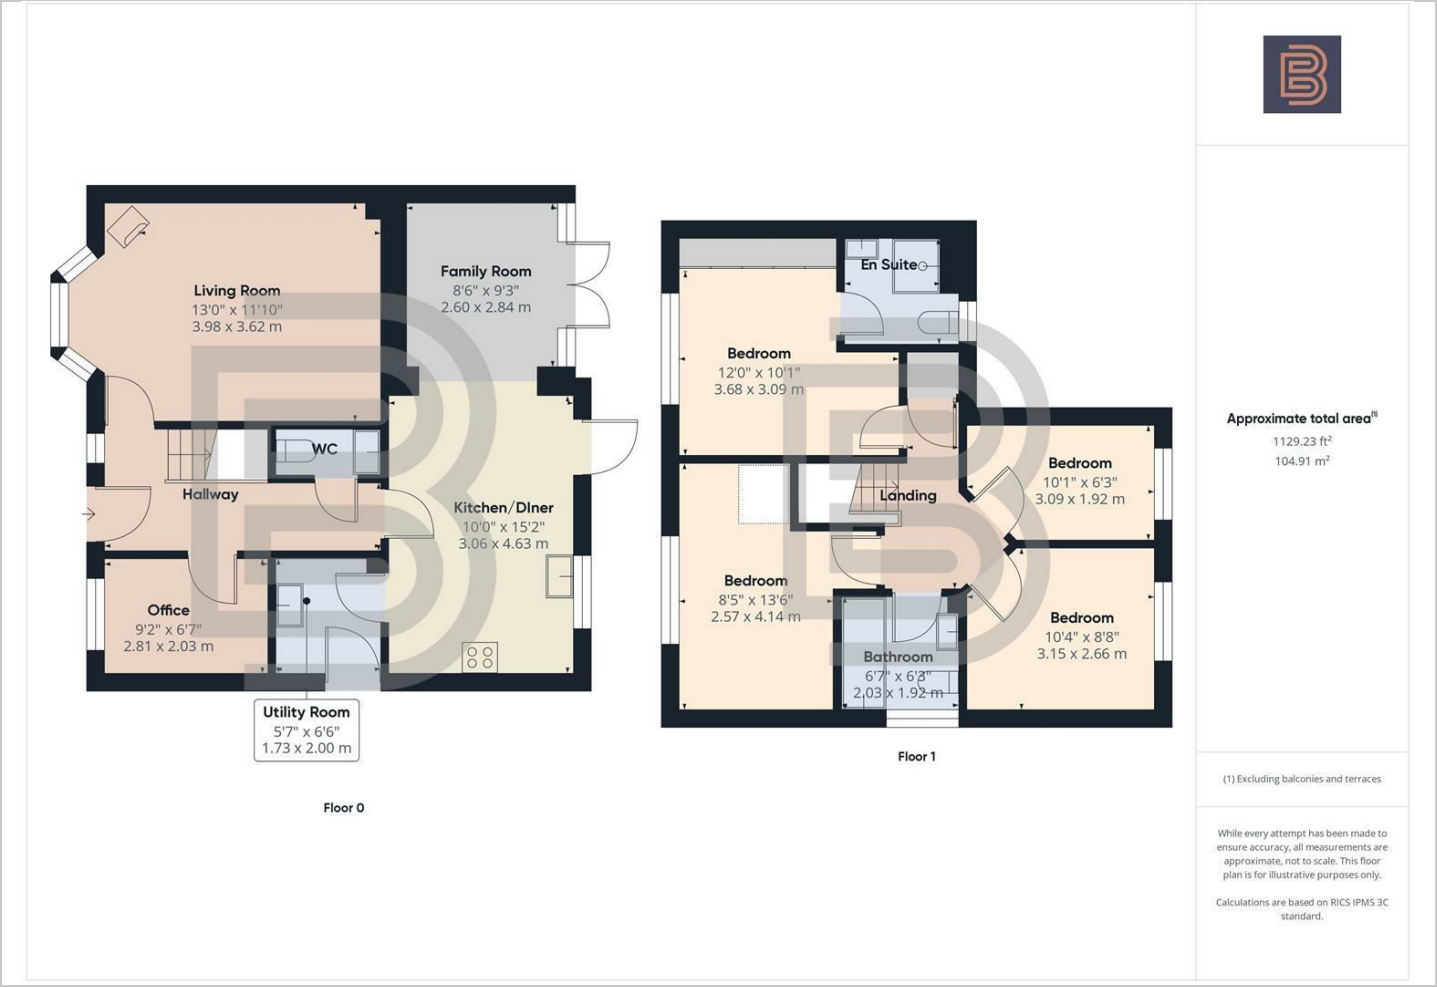 Living Room
13'0" x 11'10"
3.98 x 3.62 m
Family Room
8'6" x 9'3"
2.60 x 2.84 m
WC
Hallway
Kitchen/DIner
10'0" x 15'2"
3.06 x 4.63 m
Office
9'2" x 6'7"
2.81 x 2.03 m
Utility Room
5'7" x 6'6"
1.73 x 2.00 m
Floor 0
En Suite
Bedroom
12'0" x 10'1"
3.68 x 3.09 m
Bedroom
10'1" x 6'3"
3.09 x 1.92 m
Landing
Bedroom
8'5" x 13'6"
2.57 x 4.14 m
Bedroom
10'4" x 8'8"
3.15 x 2.66 m
Bathroom
6'7" x 6'3"
2.03 x 1.92 m
Floor 1
B
Approximate total area(1)
1129.23 ft²
104.91 m²
(1) Excluding balconies and terraces
While every attempt has been made to
ensure accuracy, all measurements are
approximate, not to scale. This floor
plan is for illustrative purposes only.
Calculations are based on RICS IPMS 3C
standard.